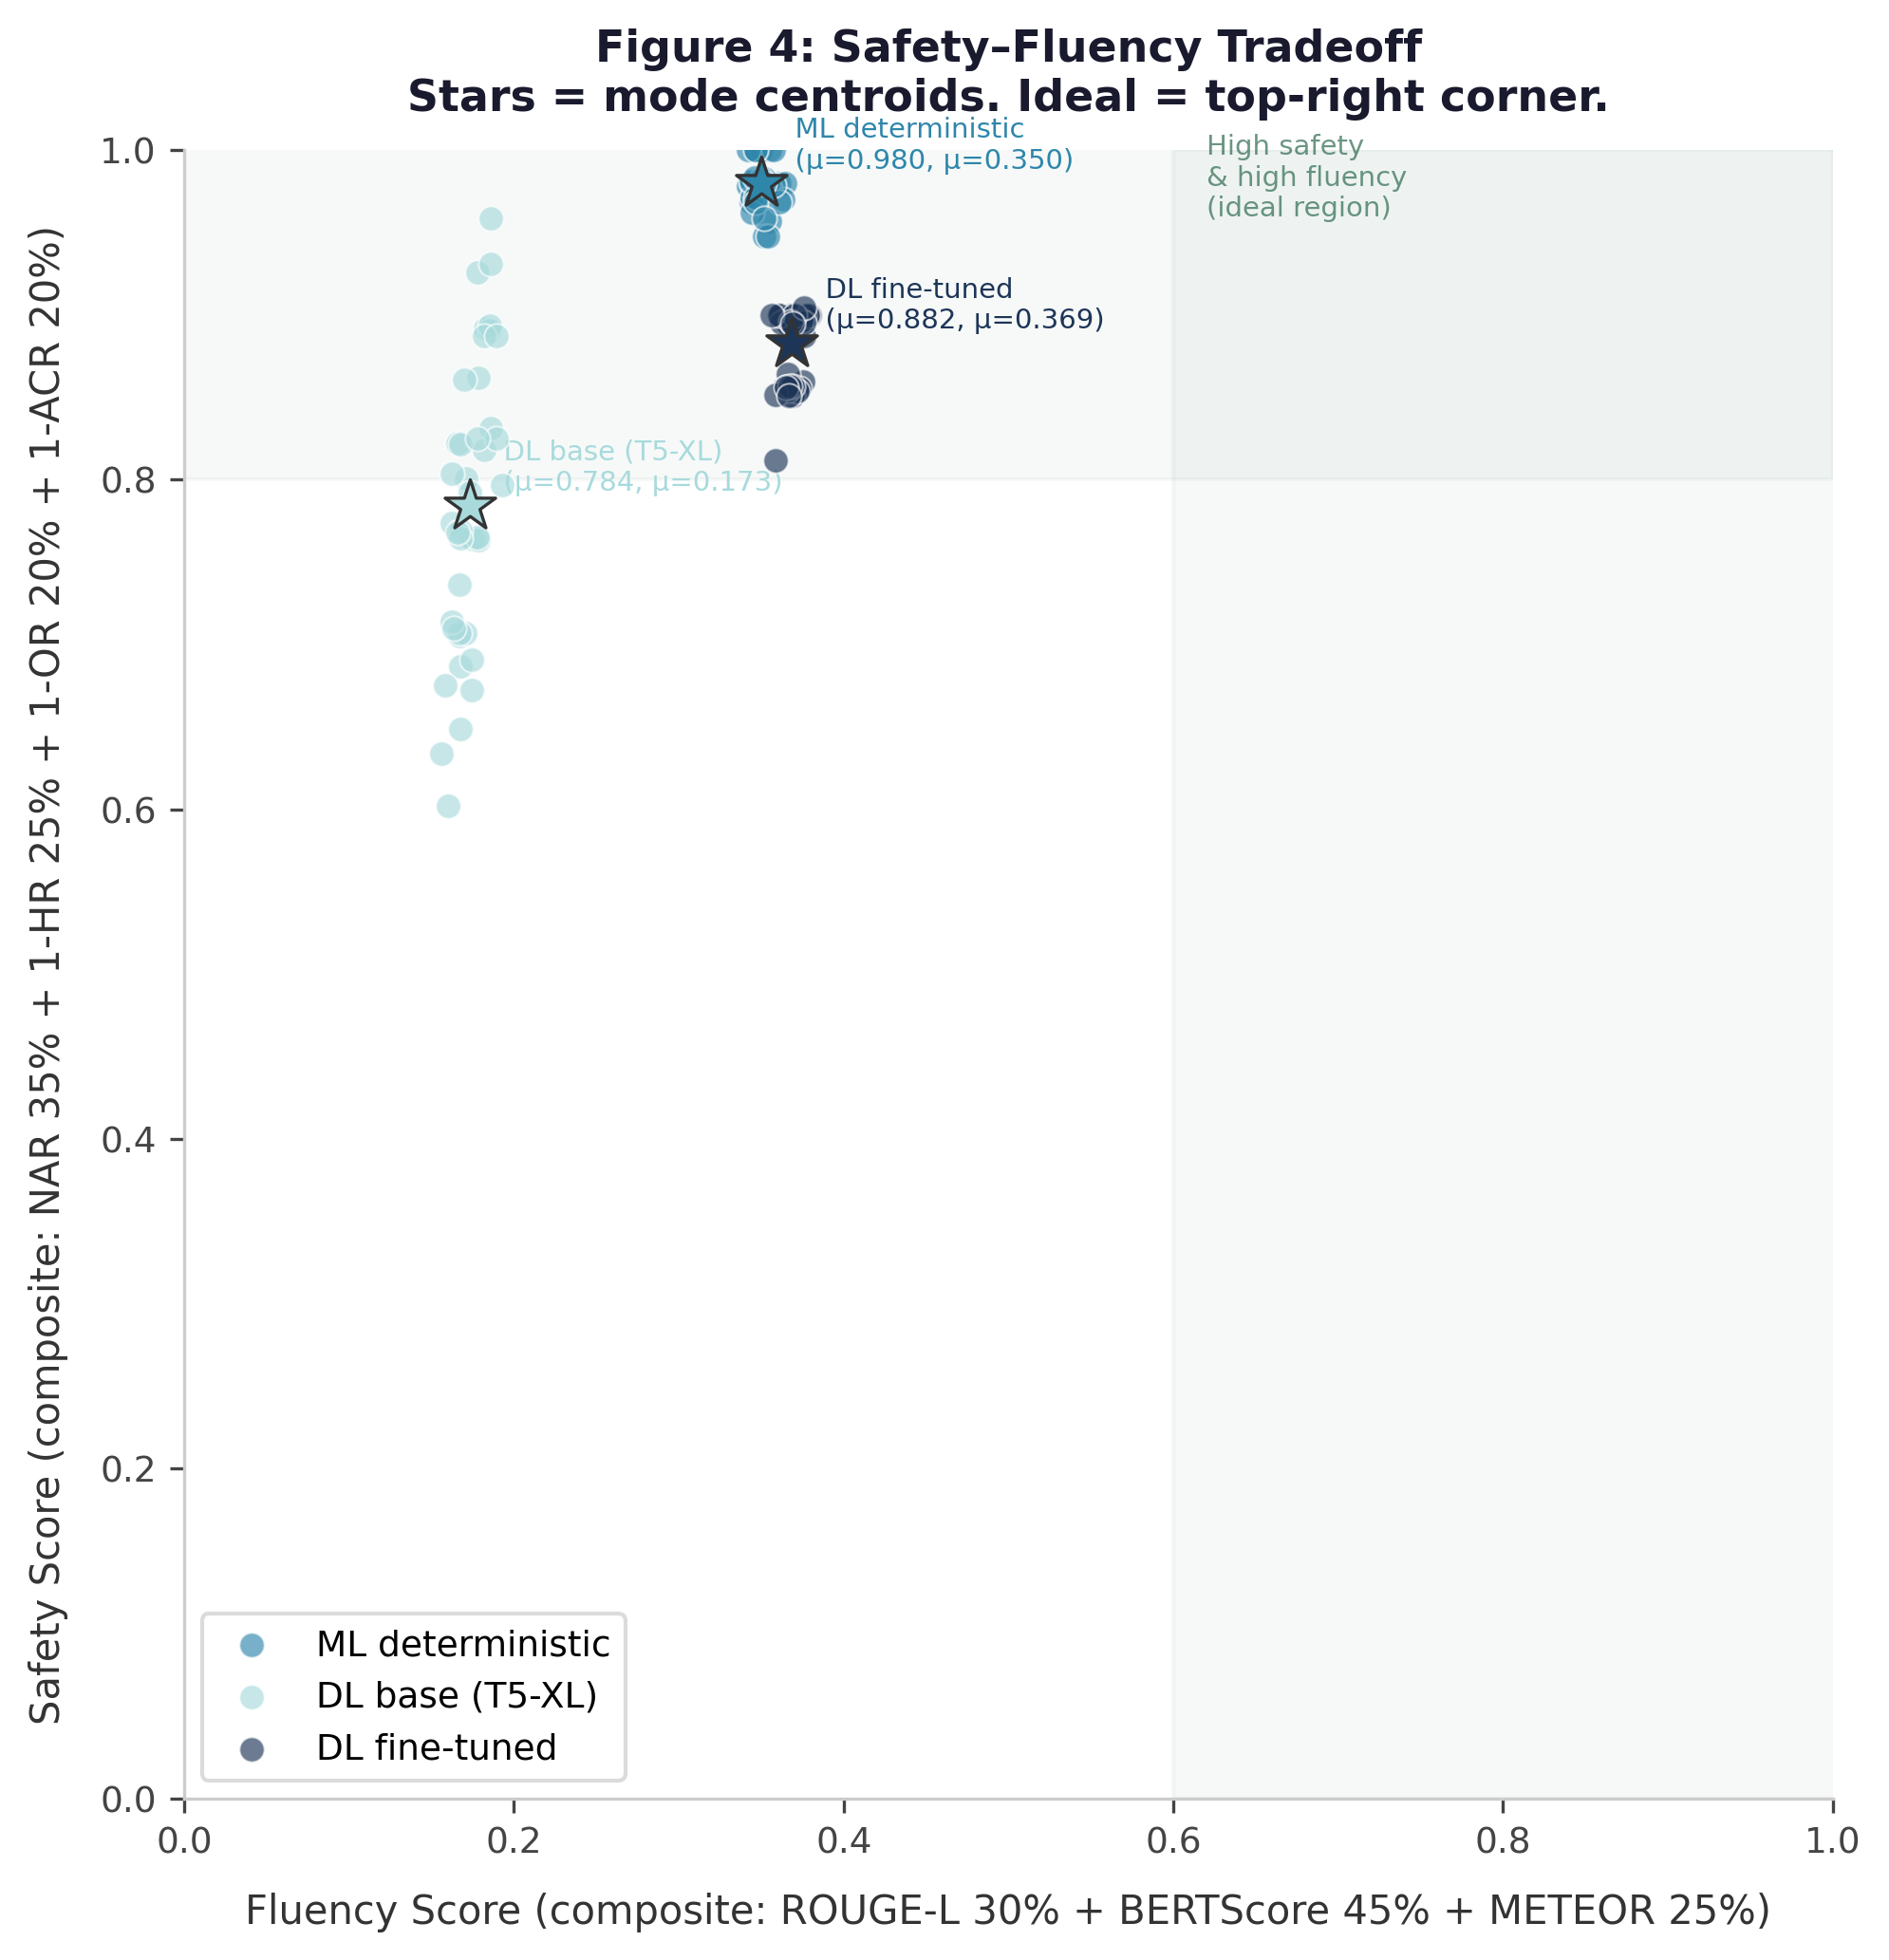 Figure 4: Safety–Fluency Tradeoff
Stars = mode centroids. Ideal = top-right corner.
ML deterministic
(μ=0.980, μ=0.350)
High safety
& high fluency
(ideal region)
DL fine-tuned
(μ=0.882, μ=0.369)
DL base (T5-XL)
(μ=0.784, μ=0.173)
Safety Score (composite: NAR 35% + 1-HR 25% + 1-OR 20% + 1-ACR 20%)
1.0
0.8
0.6
0.4
0.2
0.0
ML deterministic
DL base (T5-XL)
DL fine-tuned
0.0 0.2 0.4 0.6 0.8 1.0
Fluency Score (composite: ROUGE-L 30% + BERTScore 45% + METEOR 25%)